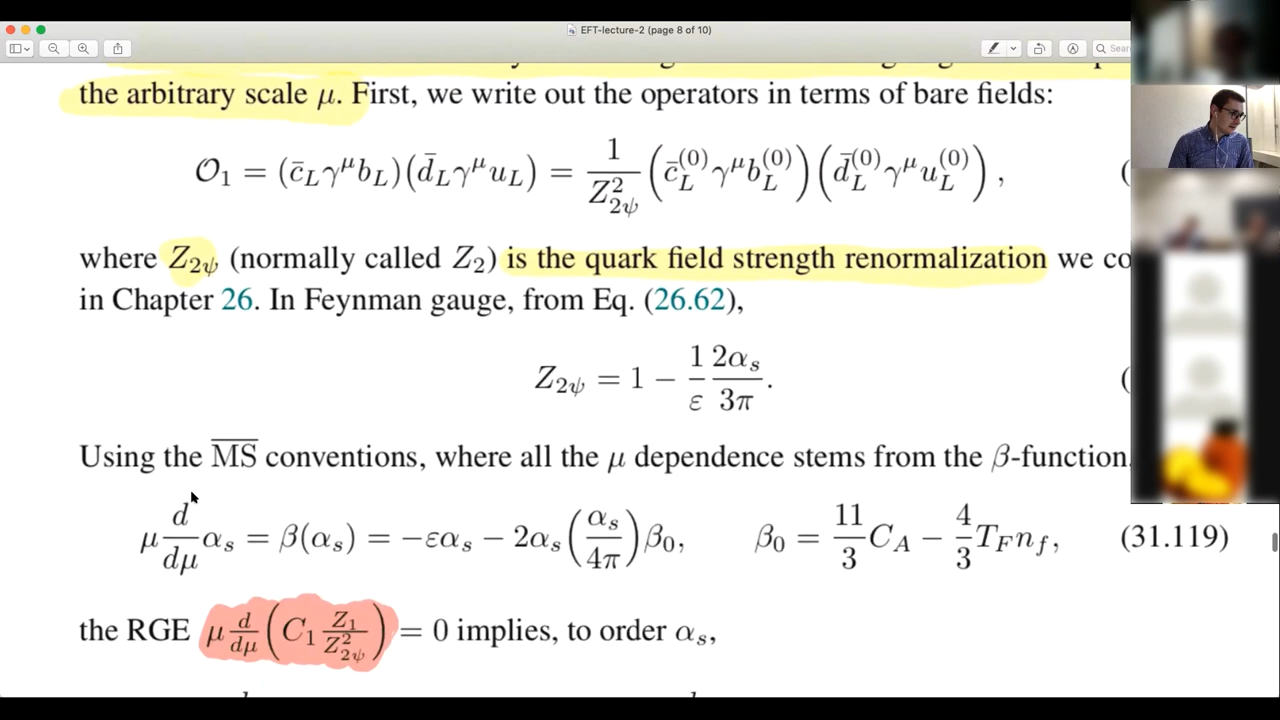 EFT-lecture-2 (page 8 of 10)
Sear
the arbitrary scale μ. First, we write out the operators in terms of bare fields:
𝒪₁ = (c̄_L γ^μ b_L)(d̄_L γ^μ u_L) = 1/Z²_{2ψ} (c̄_L^{(0)} γ^μ b_L^{(0)}) (d̄_L^{(0)} γ^μ u_L^{(0)}) , (
where Z_{2ψ} (normally called Z₂) is the quark field strength renormalization we co
in Chapter 26. In Feynman gauge, from Eq. (26.62),
Z_{2ψ} = 1 − 1/ε 2α_s/3π. (
Using the \overline{MS} conventions, where all the μ dependence stems from the β-function
μ d/dμ α_s = β(α_s) = −εα_s − 2α_s (α_s/4π) β₀, β₀ = 11/3 C_A − 4/3 T_F n_f, (31.119)
the RGE μ d/dμ (C₁ Z₁/Z²_{2ψ}) = 0 implies, to order α_s,